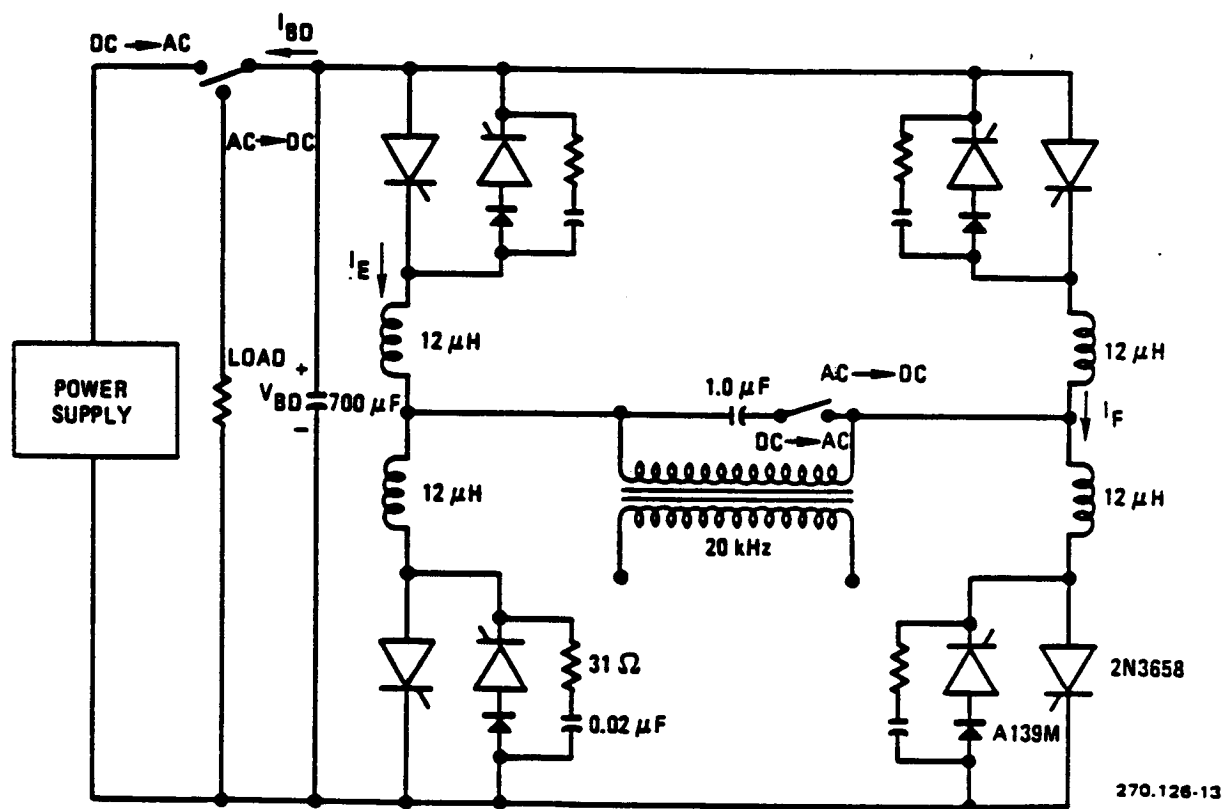 DC → AC
I_BD
AC → DC
I_E
12 μH
12 μH
POWER
SUPPLY
LOAD
+
V_BD
700 μF
-
1.0 μF
AC → DC
DC → AC
I_F
12 μH
12 μH
20 kHz
31 Ω
0.02 μF
2N3658
A139M
270.126-13